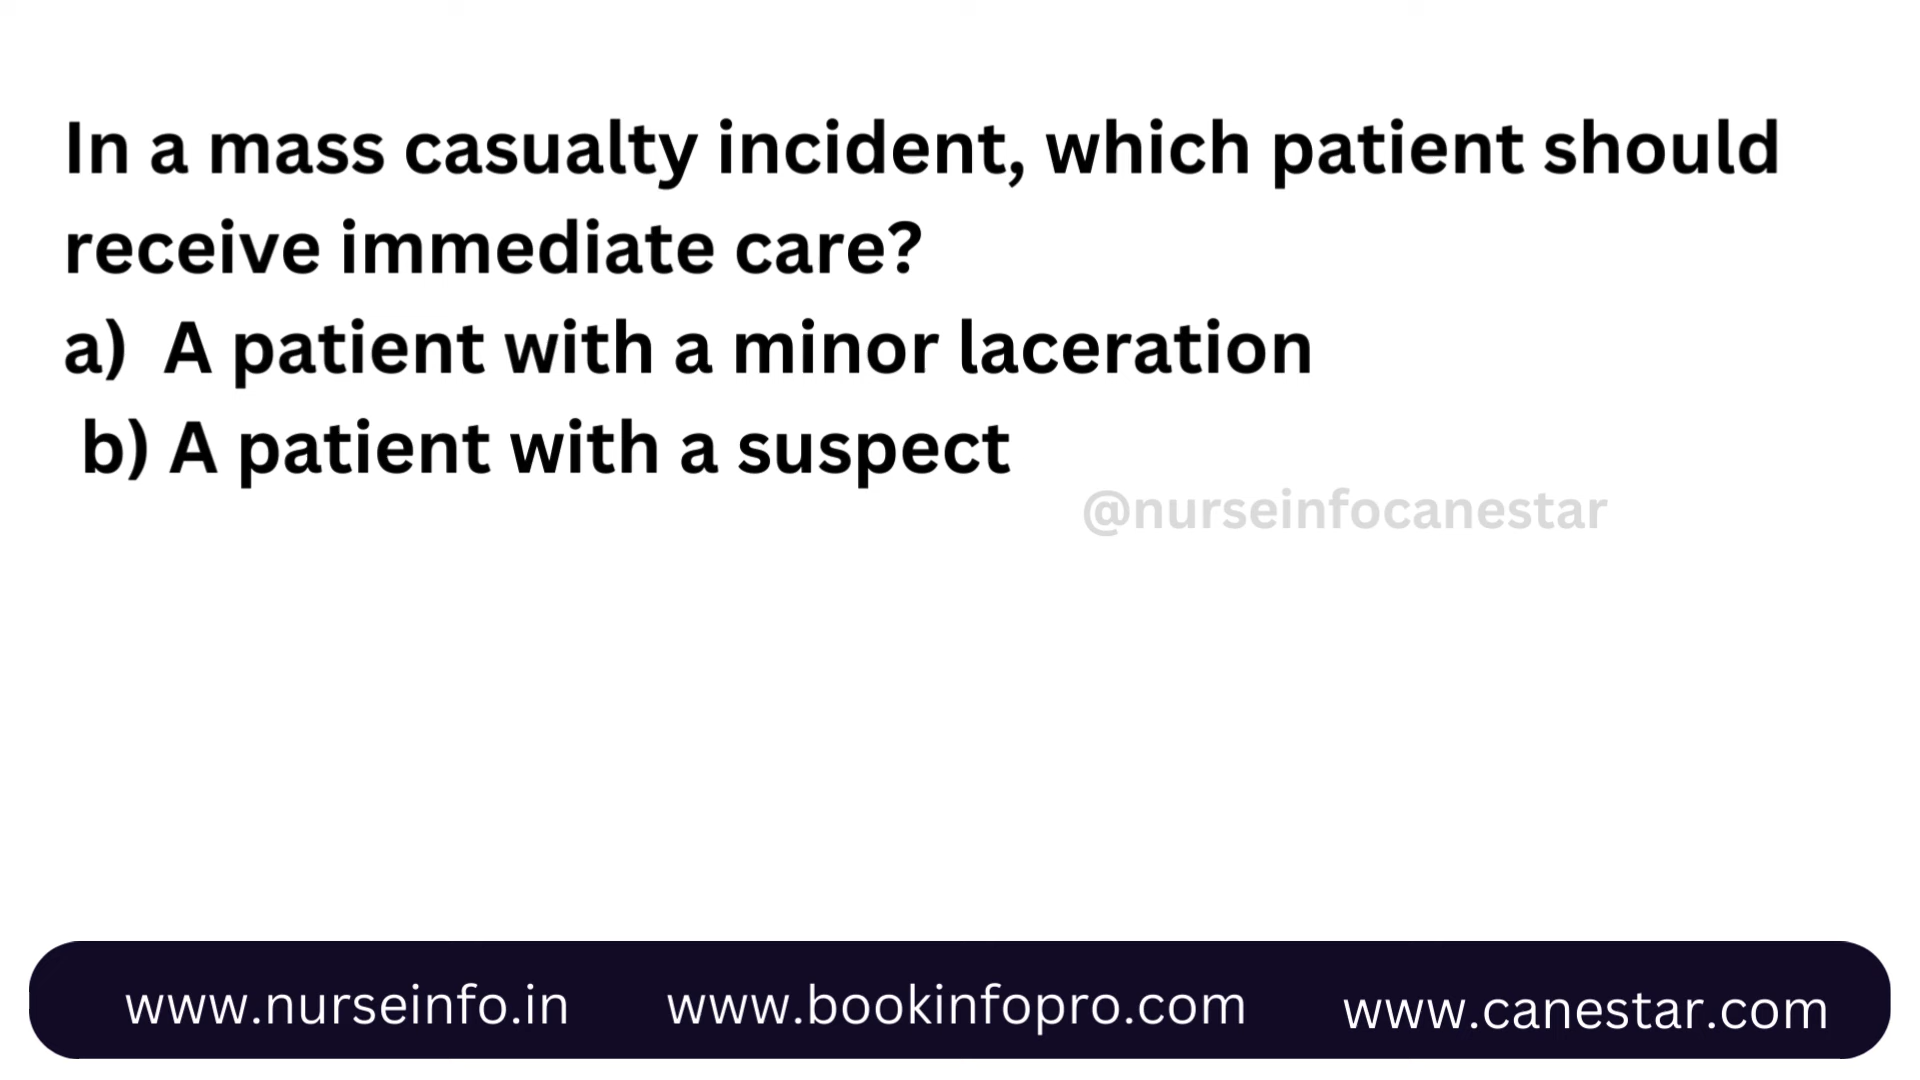 In a mass casualty incident, which patient should
receive immediate care?
a) A patient with a minor laceration
b) A patient with a suspect
@nurseinfocanestar
www.nurseinfo.in www.bookinfopro.com www.canestar.com